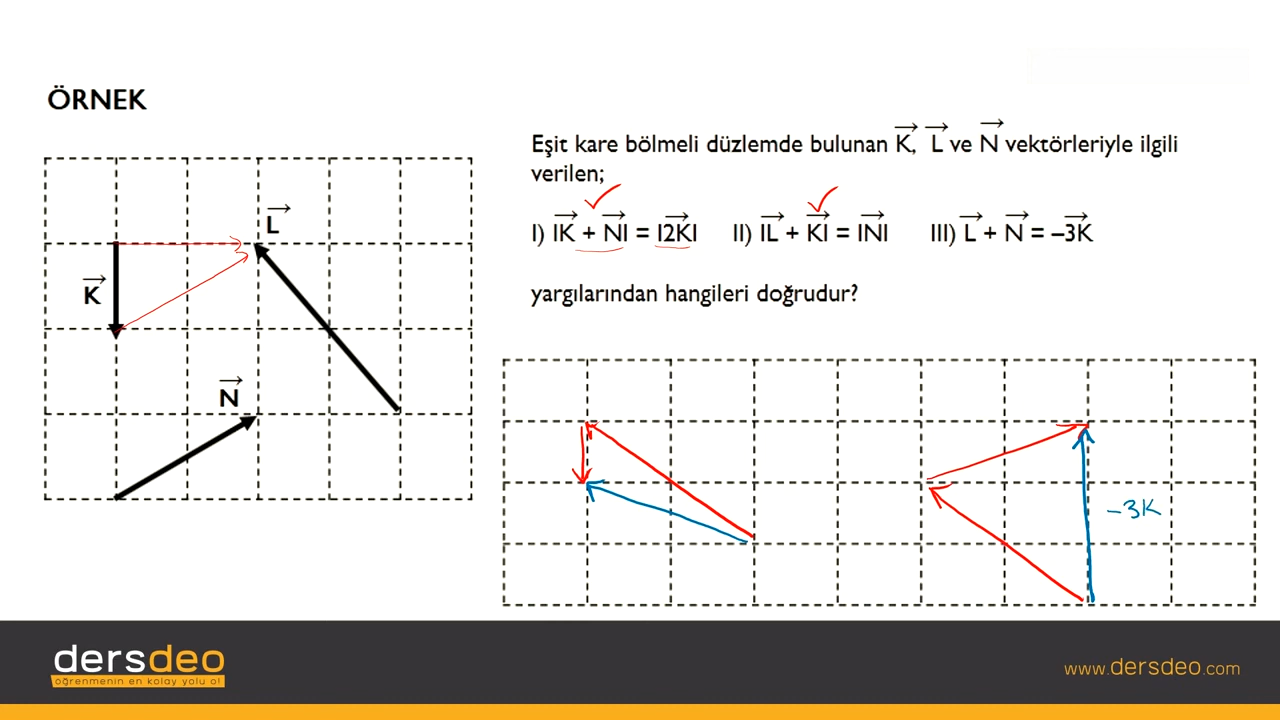 ÖRNEK
Eşit kare bölmeli düzlemde bulunan K, L ve N vektörleriyle ilgili
verilen;
I) IK + NI = I2KI II) IL + KI = INI III) L + N = –3K
yargılarından hangileri doğrudur?
L
K
N
-3K
dersdeo
öğrenmenin en kolay yolu o!
www.dersdeo.com